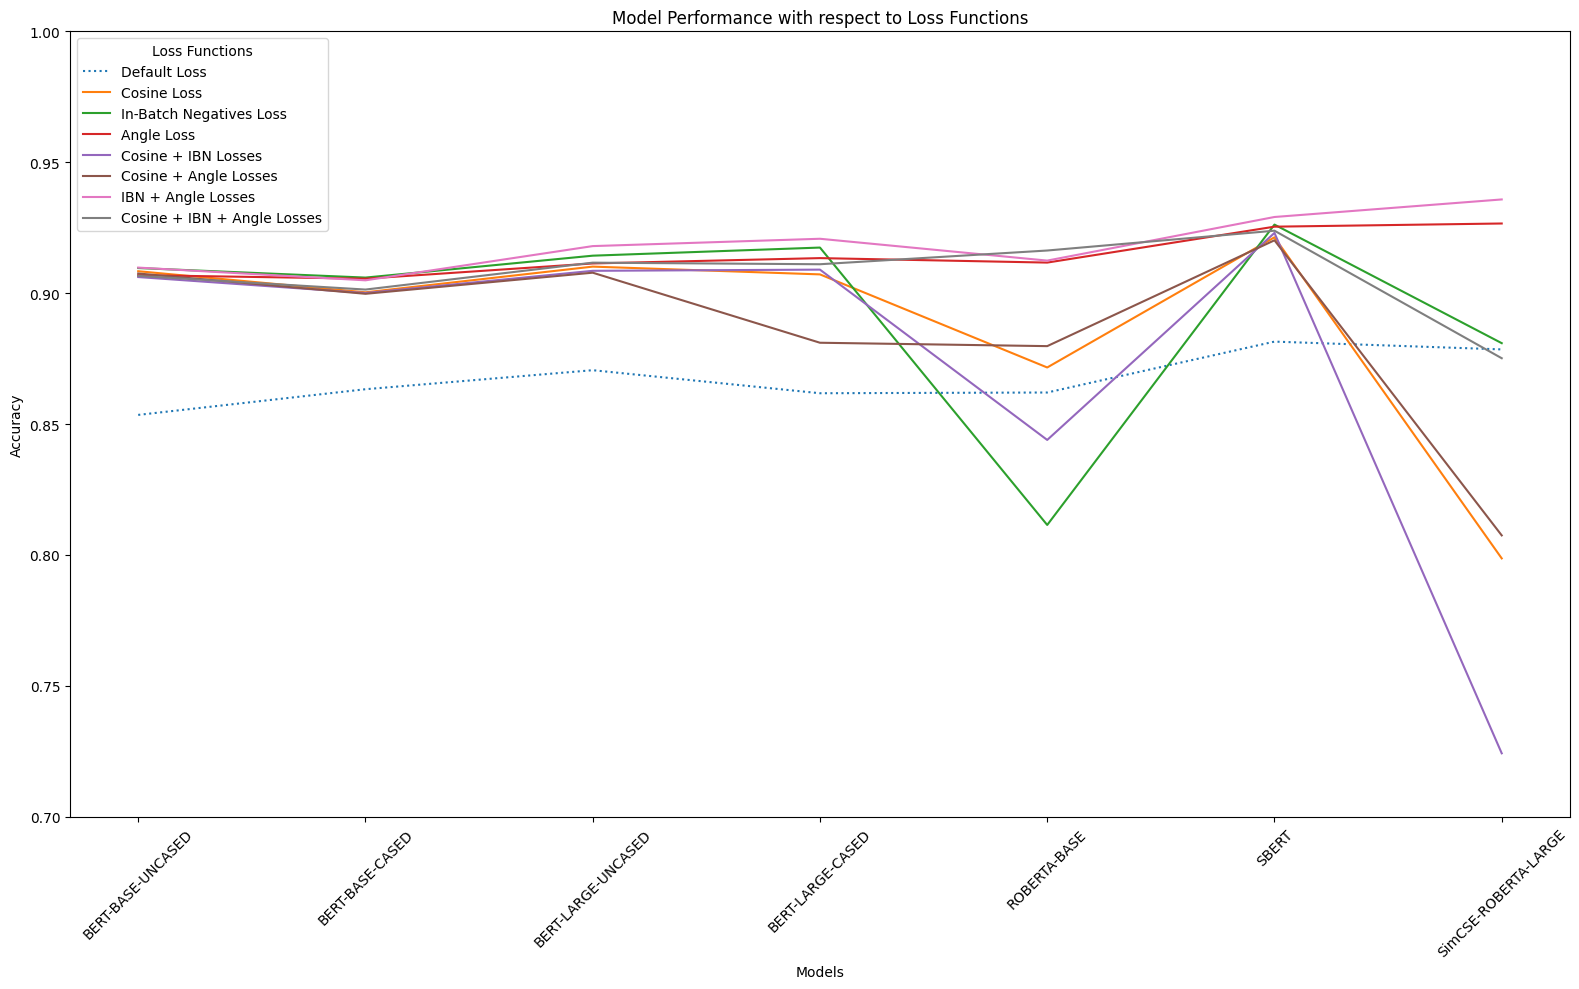 Model Performance with respect to Loss Functions
Loss Functions
Default Loss
Cosine Loss
In-Batch Negatives Loss
Angle Loss
Cosine + IBN Losses
Cosine + Angle Losses
IBN + Angle Losses
Cosine + IBN + Angle Losses
Accuracy
1.00
0.95
0.90
0.85
0.80
0.75
0.70
BERT-BASE-UNCASED
BERT-BASE-CASED
BERT-LARGE-UNCASED
BERT-LARGE-CASED
ROBERTA-BASE
SBERT
SimCSE-ROBERTA-LARGE
Models